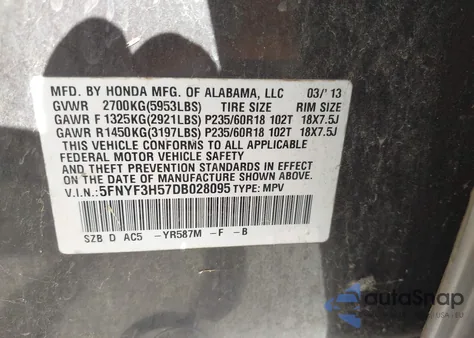 MFD. BY HONDA MFG. OF ALABAMA, LLC 03/'13
GVWR 2700KG(5953LBS) TIRE SIZE RIM SIZE
GAWR F 1325KG(2921LBS) P235/60R18 102T 18X7.5J
GAWR R 1450KG(3197LBS) P235/60R18 102T 18X7.5J
THIS VEHICLE CONFORMS TO ALL APPLICABLE
FEDERAL MOTOR VEHICLE SAFETY
AND THEFT PREVENTION STANDARDS IN EFFECT
ON THE DATE OF MANUFACTURE SHOWN ABOVE.
V.I.N.: 5FNYF3H57DB028095 TYPE: MPV
SZB D AC5 -YR587M -F -B
autoSnap